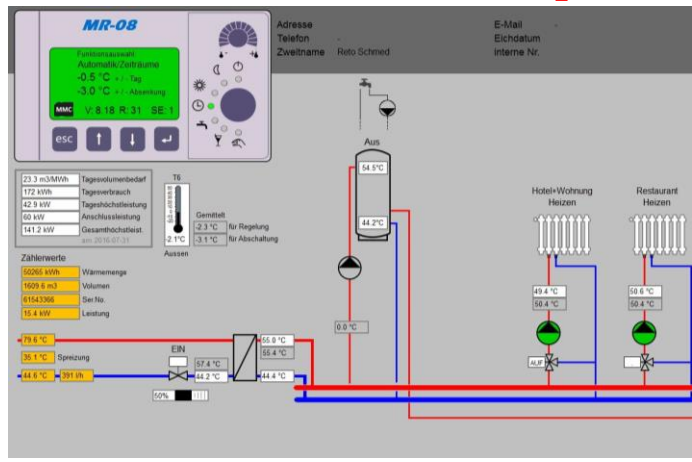 MR-08
Funktionsauswahl:
Automatik/Zeiträume
-0.5 °C + / - Tag
-3.0 °C + / - Absenkung
MMC V: 8.18 R: 31 SE: 1
esc
Adresse
Telefon -
Zweitname Reto Schmed
E-Mail -
Eichdatum
Interne Nr.
23.3 m3/MWh Tagesvolumenbedarf
172 kWh Tagesverbrauch
42.9 kW Tageshöchstleistung
60 kW Anschlussleistung
141.2 kW Gesamthöchstleist.
am: 2016-07-31
T6
-2.1°C
Aussen
Gemittelt
-2.3 °C für Regelung
-3.1 °C für Abschaltung
Zählerwerte
50265 kWh Wärmemenge
1609.6 m3 Volumen
61543366 Ser.No.
15.4 kW Leistung
79.6 °C
35.1 °C Spreizung
44.6 °C 391 l/h
EIN
57.4 °C
44.2 °C
50%
55.0 °C
55.4 °C
44.4 °C
Aus
54.5°C
44.2°C
0.0 °C
Hotel+Wohnung
Heizen
49.4 °C
50.4 °C
AUF
Restaurant
Heizen
50.6 °C
50.4 °C